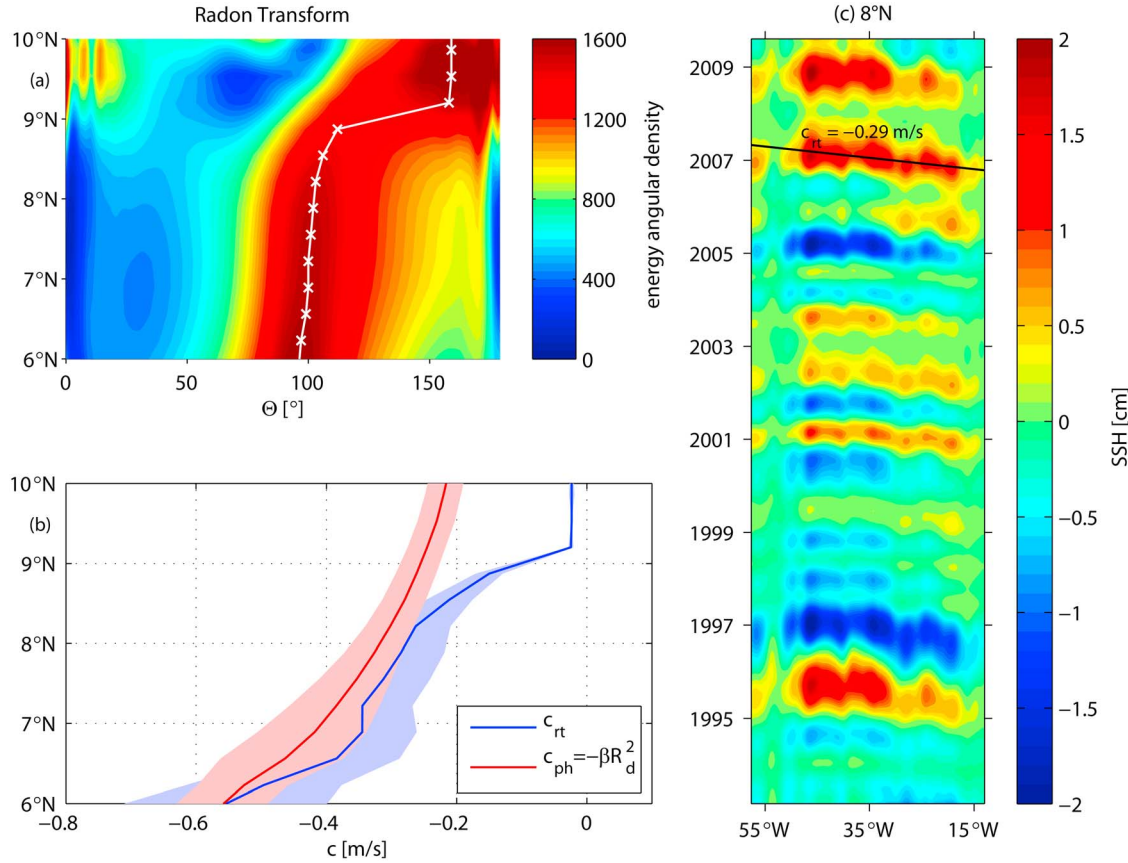 Radon Transform
(a)
10°N
9°N
8°N
7°N
6°N
0
50
100
150
Θ [°]
1600
1200
800
400
0
energy angular density
(b)
10°N
9°N
8°N
7°N
6°N
−0.8
−0.6
−0.4
−0.2
0
c [m/s]
c_rt
c_ph=−βR_d^2
(c) 8°N
2009
2007
2005
2003
2001
1999
1997
1995
c_rt = −0.29 m/s
55°W
35°W
15°W
2
1.5
1
0.5
0
−0.5
−1
−1.5
−2
SSH [cm]